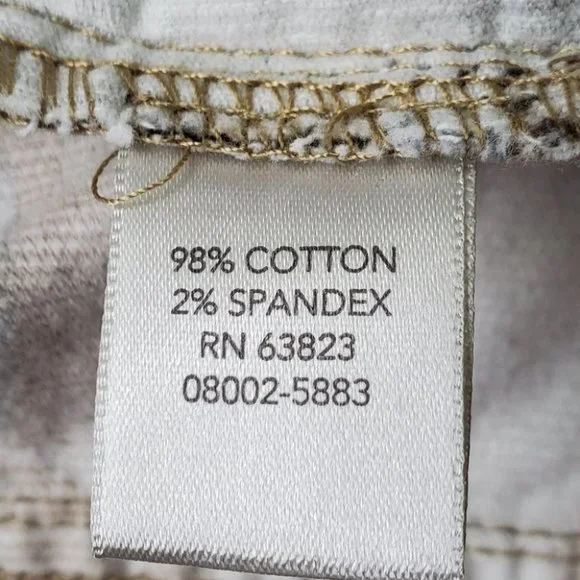 98% COTTON
2% SPANDEX
RN 63823
08002-5883